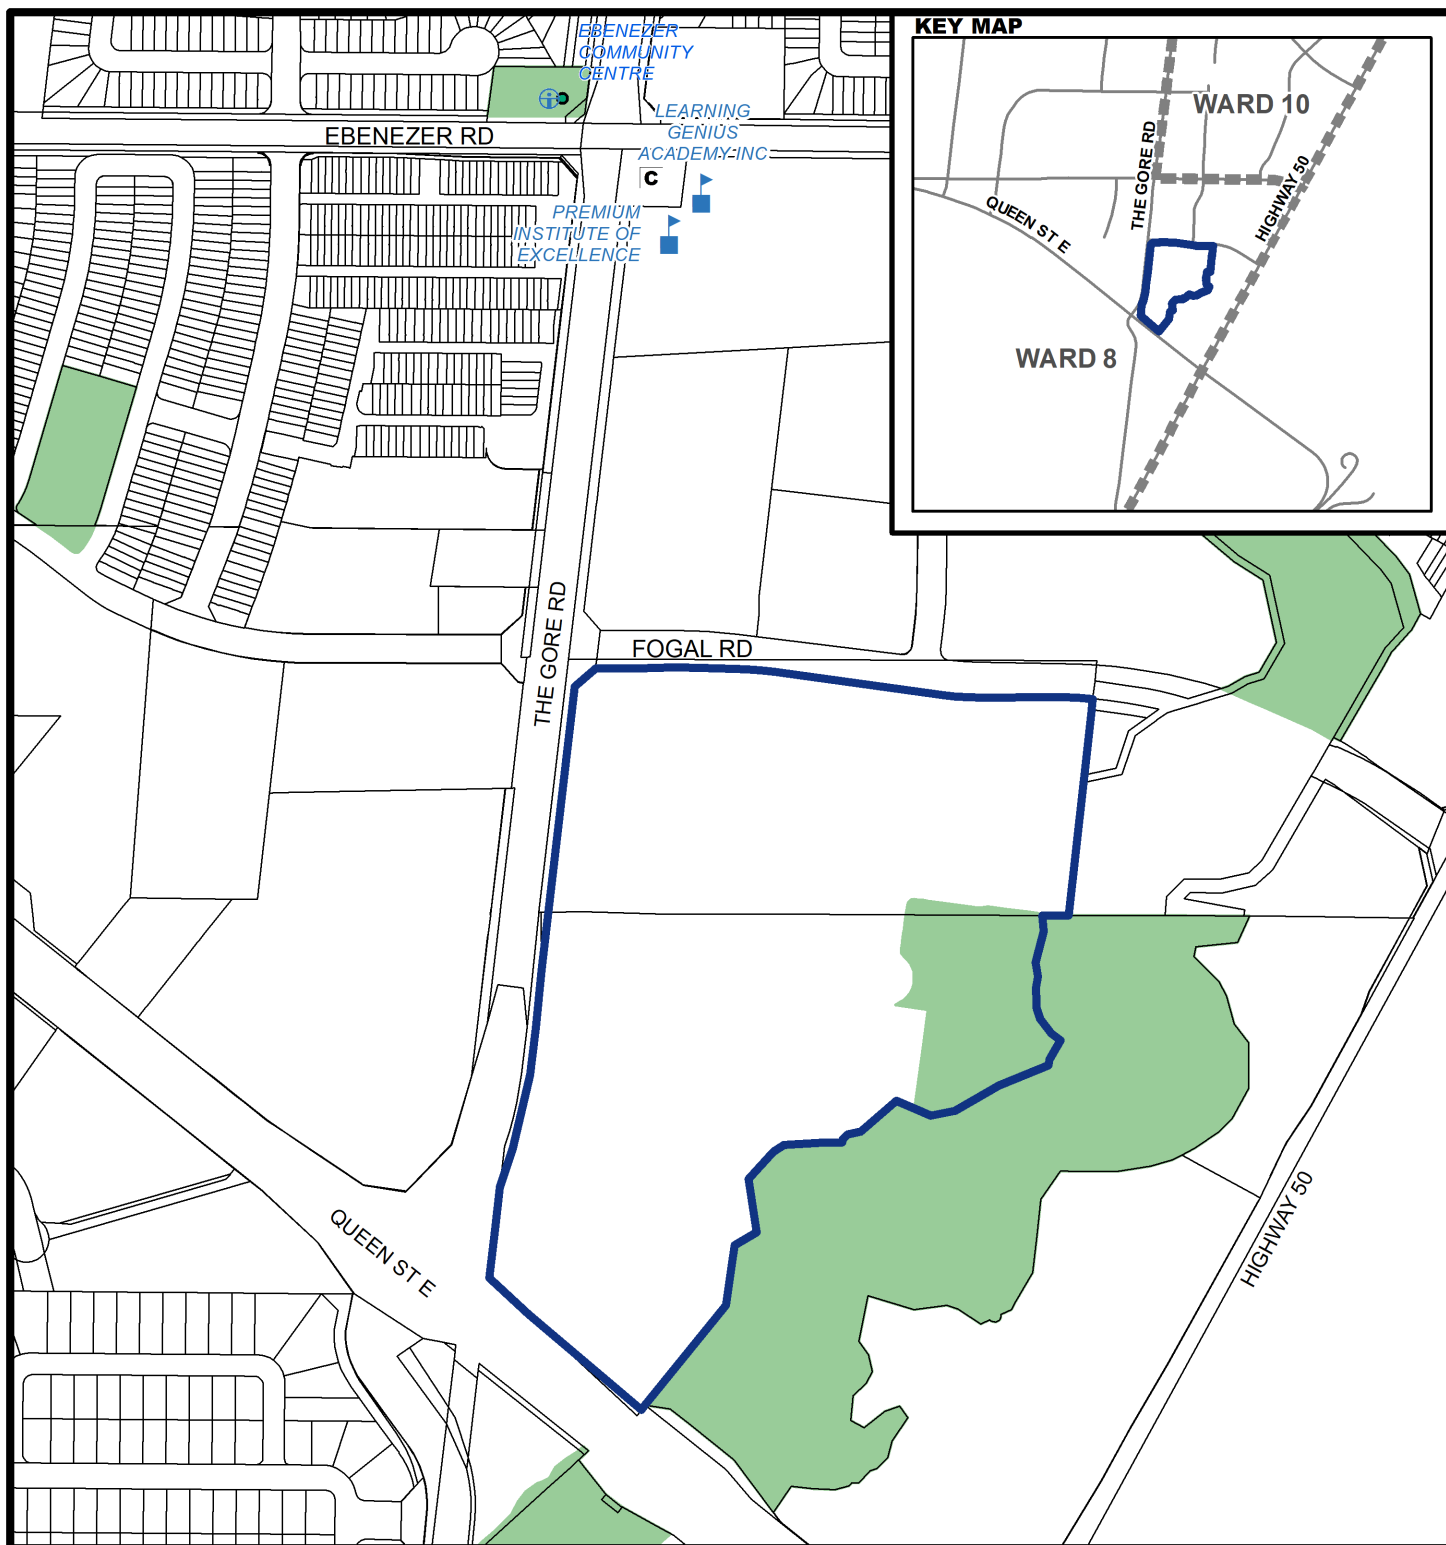 EBENEZER
COMMUNITY
CENTRE
EBENEZER RD
LEARNING
GENIUS
ACADEMY INC
C
PREMIUM
INSTITUTE OF
EXCELLENCE
KEY MAP
WARD 10
THE GORE RD
HIGHWAY 50
QUEEN ST E
WARD 8
THE GORE RD
FOGAL RD
QUEEN ST E
HIGHWAY 50